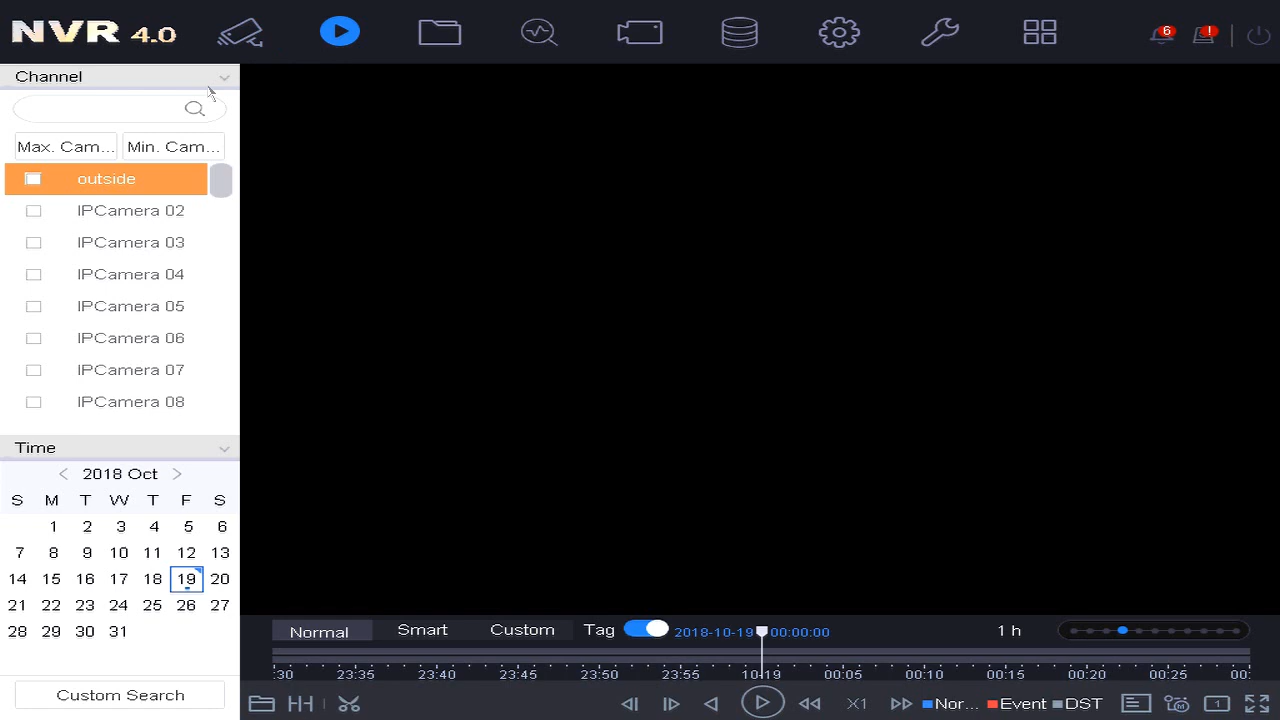 NVR 4.0
6
!
Channel
Max. Cam... Min. Cam...
outside
IPCamera 02
IPCamera 03
IPCamera 04
IPCamera 05
IPCamera 06
IPCamera 07
IPCamera 08
Time
2018 Oct
S M T W T F S
1 2 3 4 5 6
7 8 9 10 11 12 13
14 15 16 17 18 19 20
21 22 23 24 25 26 27
28 29 30 31
Custom Search
Normal Smart Custom Tag 2018-10-19 00:00:00 1 h
:30 23:35 23:40 23:45 23:50 23:55 10-19 00:05 00:10 00:15 00:20 00:25 00:
X1 Nor... Event DST 1